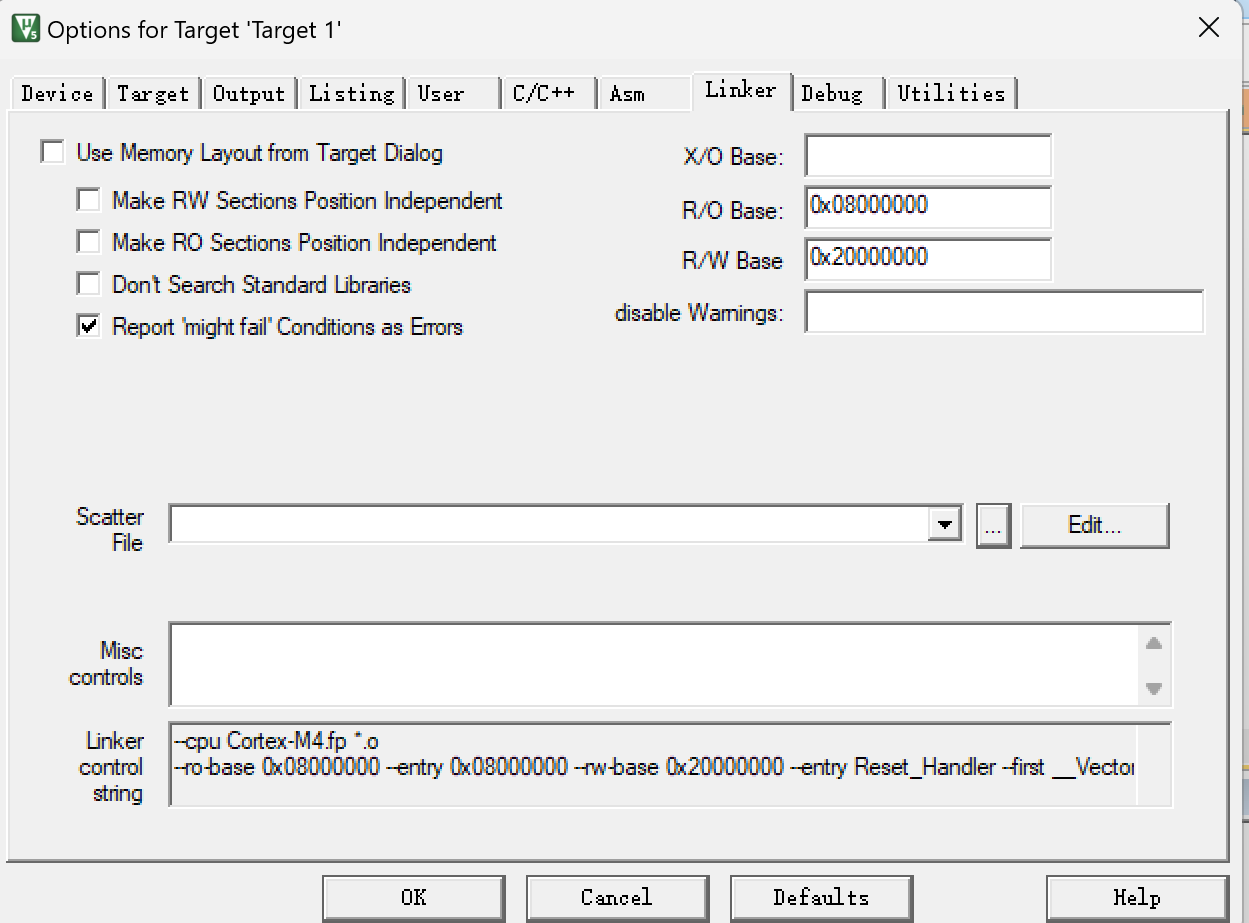 Options for Target 'Target 1'
Device Target Output Listing User C/C++ Asm Linker Debug Utilities
Use Memory Layout from Target Dialog
Make RW Sections Position Independent
Make RO Sections Position Independent
Don't Search Standard Libraries
Report 'might fail' Conditions as Errors
X/O Base:
R/O Base: 0x08000000
R/W Base 0x20000000
disable Warnings:
Scatter
File
...
Edit...
Misc
controls
Linker
control
string
--cpu Cortex-M4.fp *.o
--ro-base 0x08000000 --entry 0x08000000 --rw-base 0x20000000 --entry Reset_Handler --first __Vector
OK Cancel Defaults Help